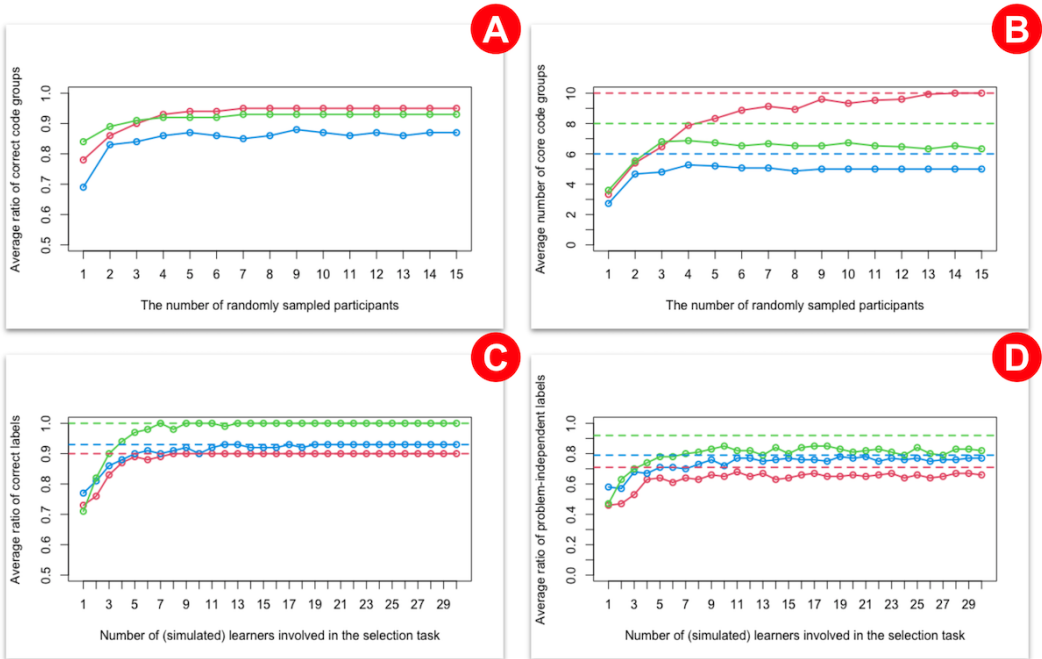 A
Average ratio of correct code groups
1.0
0.9
0.8
0.7
0.6
0.5
1 2 3 4 5 6 7 8 9 10 11 12 13 14 15
The number of randomly sampled participants
B
Average number of core code groups
10
8
6
4
2
0
1 2 3 4 5 6 7 8 9 10 11 12 13 14 15
The number of randomly sampled participants
C
Average ratio of correct labels
1.0
0.9
0.8
0.7
0.6
0.5
1 3 5 7 9 11 13 15 17 19 21 23 25 27 29
Number of (simulated) learners involved in the selection task
D
Average ratio of problem-independent labels
1.0
0.8
0.6
0.4
0.2
0.0
1 3 5 7 9 11 13 15 17 19 21 23 25 27 29
Number of (simulated) learners involved in the selection task